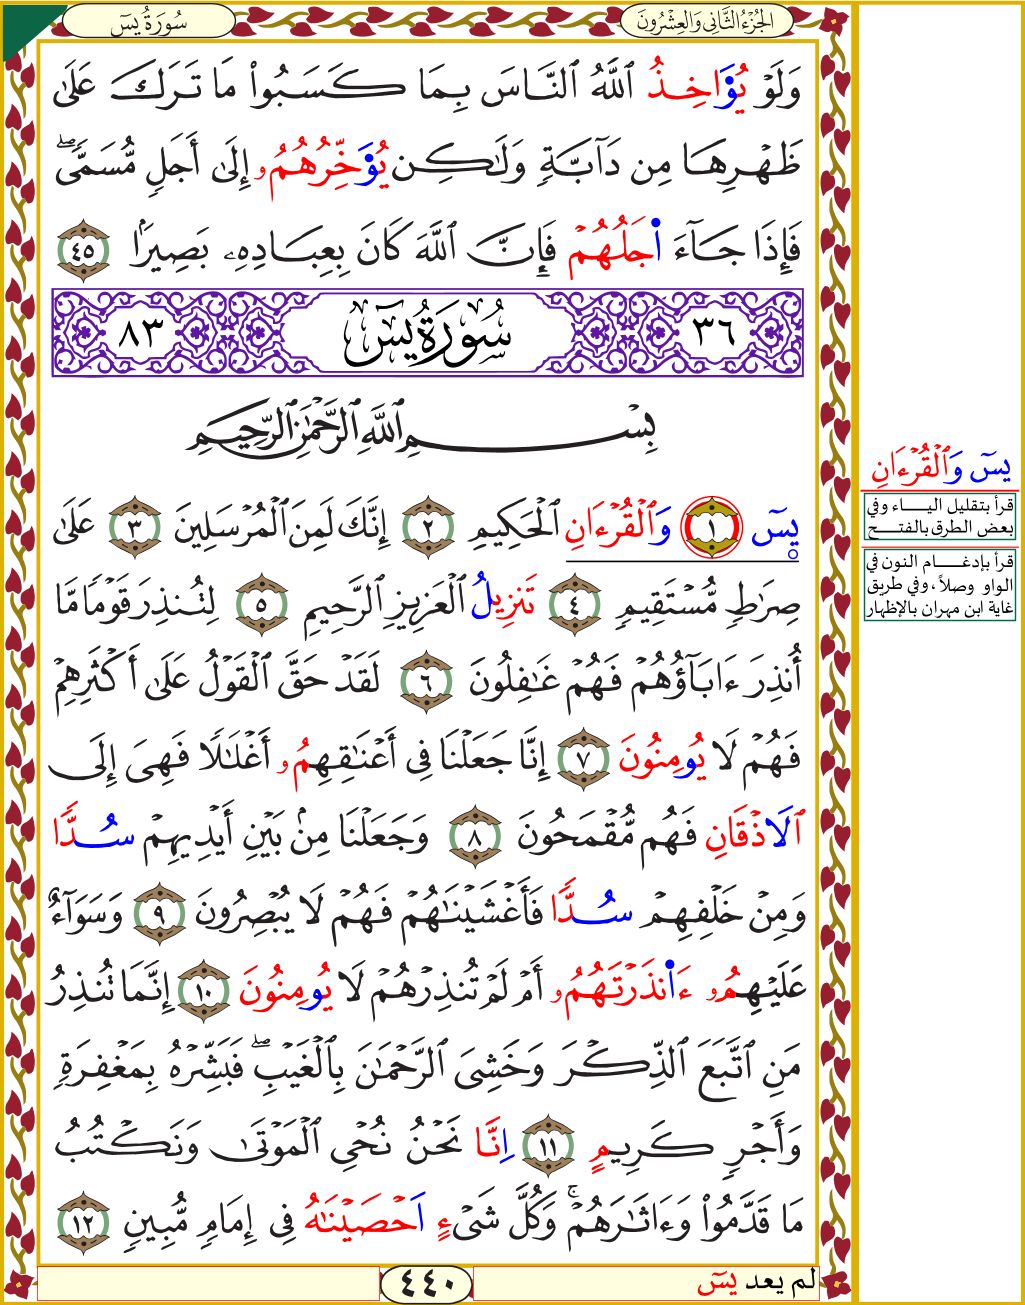 الجُزْءُ الثَّانِي وَالعِشْرُونَ
سُورَةُ يسٓ
وَلَوْ يُوَ۬اخِذُ ٱللَّهُ ٱلنَّاسَ بِمَا كَسَبُوا۟ مَا تَرَكَ عَلَىٰ
ظَهْرِهَا مِن دَآبَّةٍۢ وَلَٰكِن يُوَ۬خِّرُهُمُۥٓ إِلَىٰٓ أَجَلٍۢ مُّسَمًّىۖ
فَإِذَا جَآءَ ا۬جَلُهُمْ فَإِنَّ ٱللَّهَ كَانَ بِعِبَادِهِۦ بَصِيرًۢا ٤٥
٣٦ سُورَةُ يسٓ ٨٣
بِسْمِ ٱللَّهِ ٱلرَّحْمَٰنِ ٱلرَّحِيمِ
يسٓ ١ وَٱلْقُرْءَانِ ٱلْحَكِيمِ ٢ إِنَّكَ لَمِنَ ٱلْمُرْسَلِينَ ٣ عَلَىٰ
صِرَٰطٍۢ مُّسْتَقِيمٍۢ ٤ تَنزِيلُ ٱلْعَزِيزِ ٱلرَّحِيمِ ٥ لِتُنذِرَ قَوْمًۭا مَّآ
أُنذِرَ ءَابَآؤُهُمْ فَهُمْ غَٰفِلُونَ ٦ لَقَدْ حَقَّ ٱلْقَوْلُ عَلَىٰٓ أَكْثَرِهِمْ
فَهُمْ لَا يُومِنُونَ ٧ إِنَّا جَعَلْنَا فِىٓ أَعْنَٰقِهِمُۥٓ أَغْلَٰلًۭا فَهِىَ إِلَى
ٱلَاذْقَانِ فَهُم مُّقْمَحُونَ ٨ وَجَعَلْنَا مِنۢ بَيْنِ أَيْدِيهِمْ سُدًّۭا
وَمِنْ خَلْفِهِمْ سُدًّۭا فَأَغْشَيْنَٰهُمْ فَهُمْ لَا يُبْصِرُونَ ٩ وَسَوَآءٌ
عَلَيْهِمُۥٓ ءَا۬نذَرْتَهُمُۥٓ أَمْ لَمْ تُنذِرْهُمْ لَا يُومِنُونَ ١٠ إِنَّمَا تُنذِرُ
مَنِ ٱتَّبَعَ ٱلذِّكْرَ وَخَشِىَ ٱلرَّحْمَٰنَ بِٱلْغَيْبِۖ فَبَشِّرْهُ بِمَغْفِرَةٍۢ
وَأَجْرٍۢ كَرِيمٍ ١١ اِنَّا نَحْنُ نُحْىِ ٱلْمَوْتَىٰ وَنَكْتُبُ
مَا قَدَّمُوا۟ وَءَاثَٰرَهُمْۚ وَكُلَّ شَىْءٍ اَحْصَيْنَٰهُ فِىٓ إِمَامٍۢ مُّبِينٍۢ ١٢
لم يعد يسٓ
٤٤٠
يسٓ وَٱلْقُرْءَانِ
قرأ بتقليل الياء وفي
بعض الطرق بالفتح
قرأ بإدغام النون في
الواو وصلاً، وفي طريق
غاية ابن مهران بالإظهار